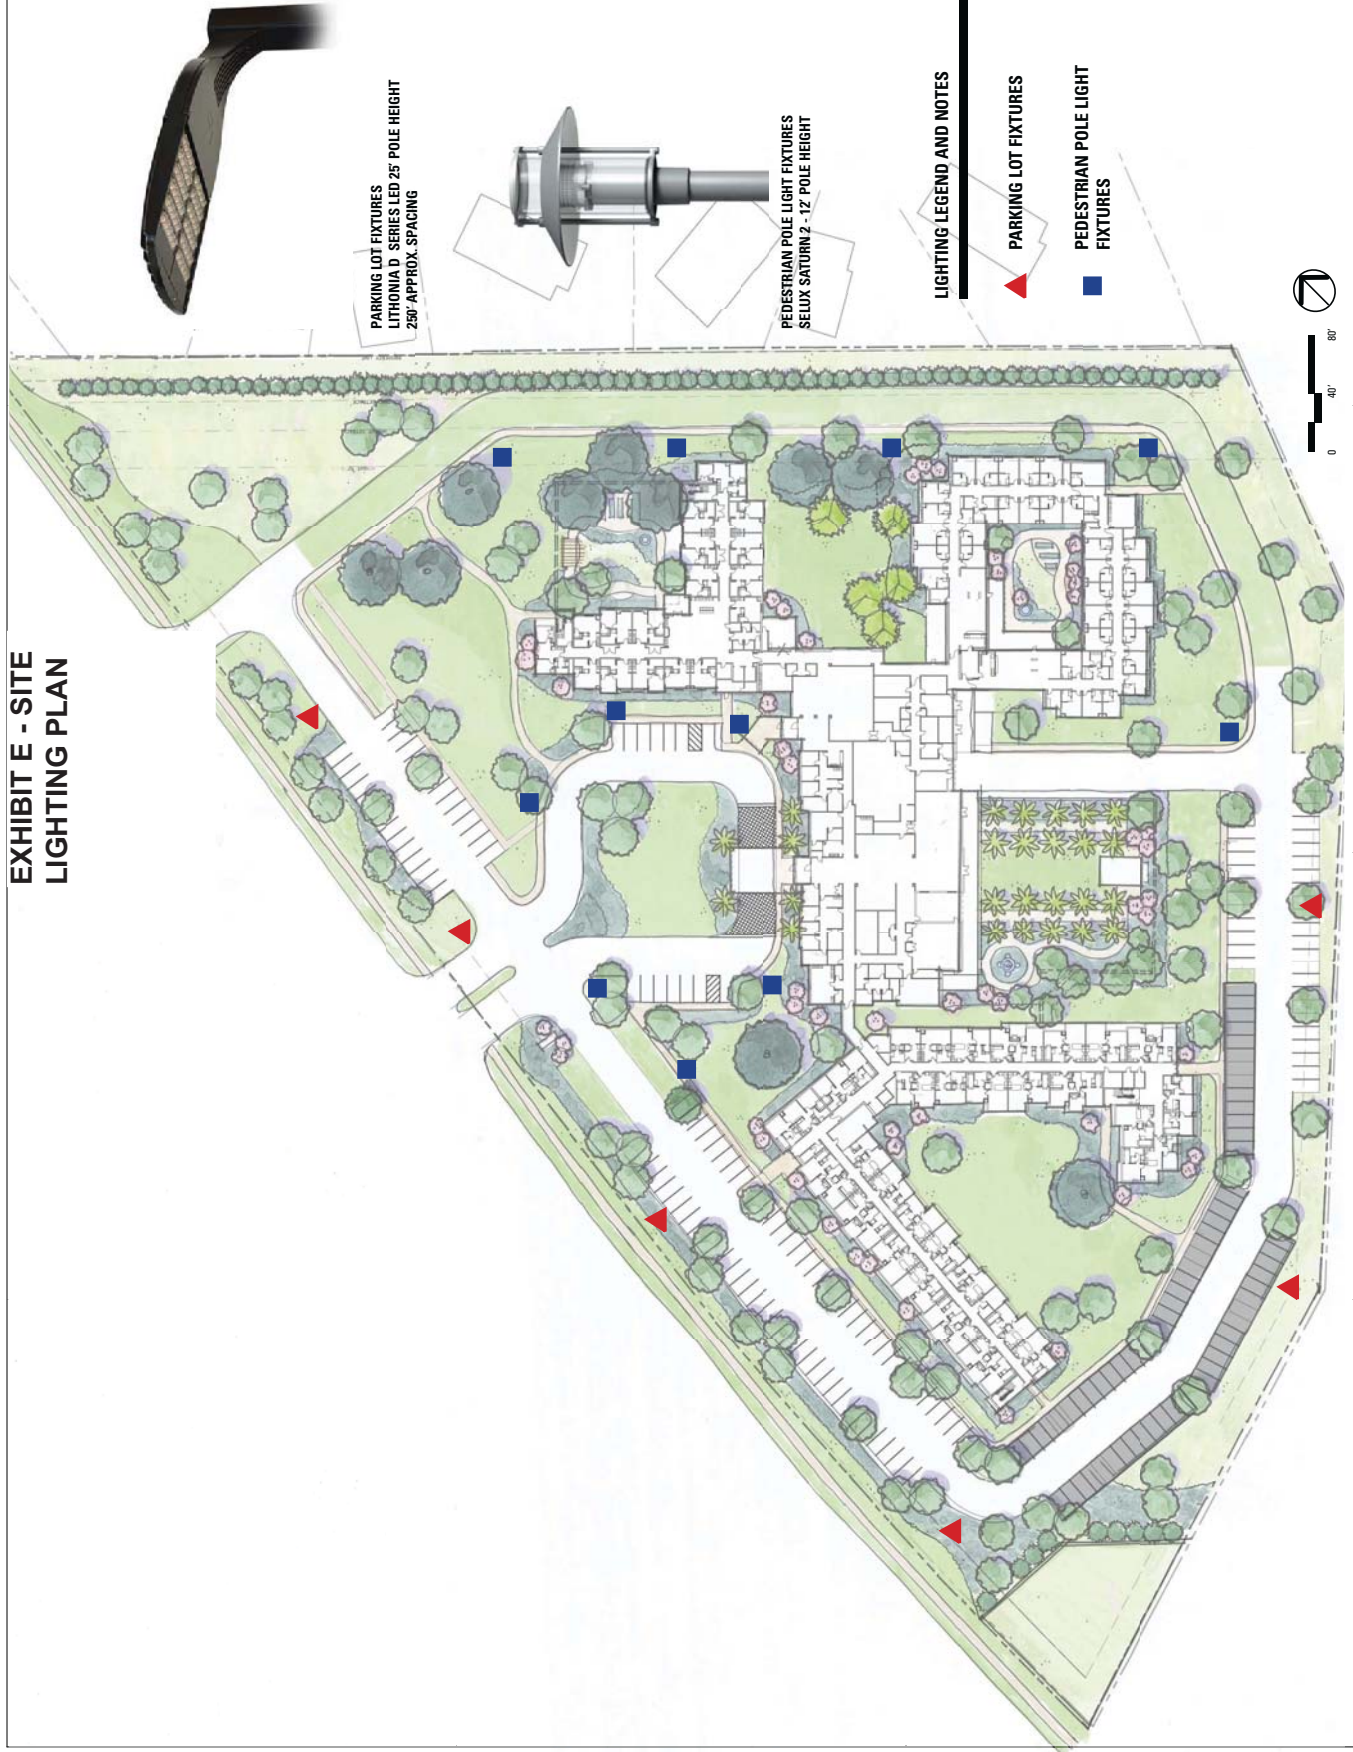 EXHIBIT E - SITE
LIGHTING PLAN
PARKING LOT FIXTURES
LITHONIA D SERIES LED 25' POLE HEIGHT
250' APPROX. SPACING
PEDESTRIAN POLE LIGHT FIXTURES
SELUX SATURN 2 - 12' POLE HEIGHT
LIGHTING LEGEND AND NOTES
PARKING LOT FIXTURES
PEDESTRIAN POLE LIGHT
FIXTURES
0 40' 80'